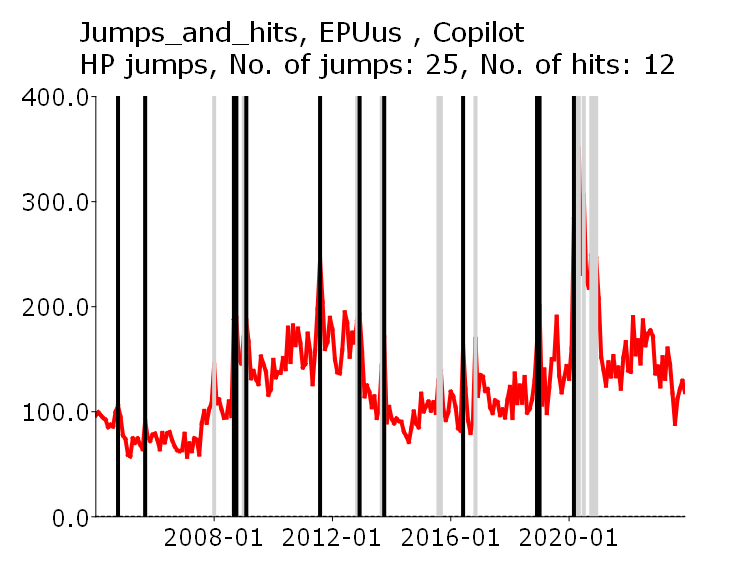 Jumps_and_hits, EPUus , Copilot
HP jumps, No. of jumps: 25, No. of hits: 12
400.0
300.0
200.0
100.0
0.0
2008-01 2012-01 2016-01 2020-01